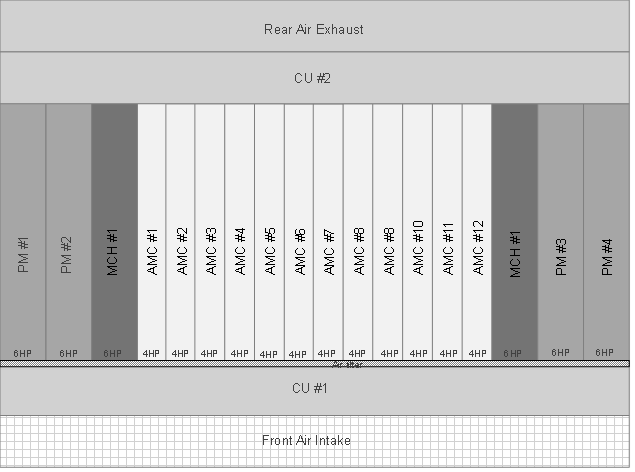 Rear Air Exhaust
CU #2
PM #1
PM #2
MCH #1
AMC #1
AMC #2
AMC #3
AMC #4
AMC #5
AMC #6
AMC #7
AMC #8
AMC #8
AMC #10
AMC #11
AMC #12
MCH #1
PM #3
PM #4
6HP 6HP 6HP 4HP 4HP 4HP 4HP 4HP 4HP 4HP 4HP 4HP 4HP 4HP 4HP 6HP 6HP 6HP
Air filter
CU #1
Front Air Intake